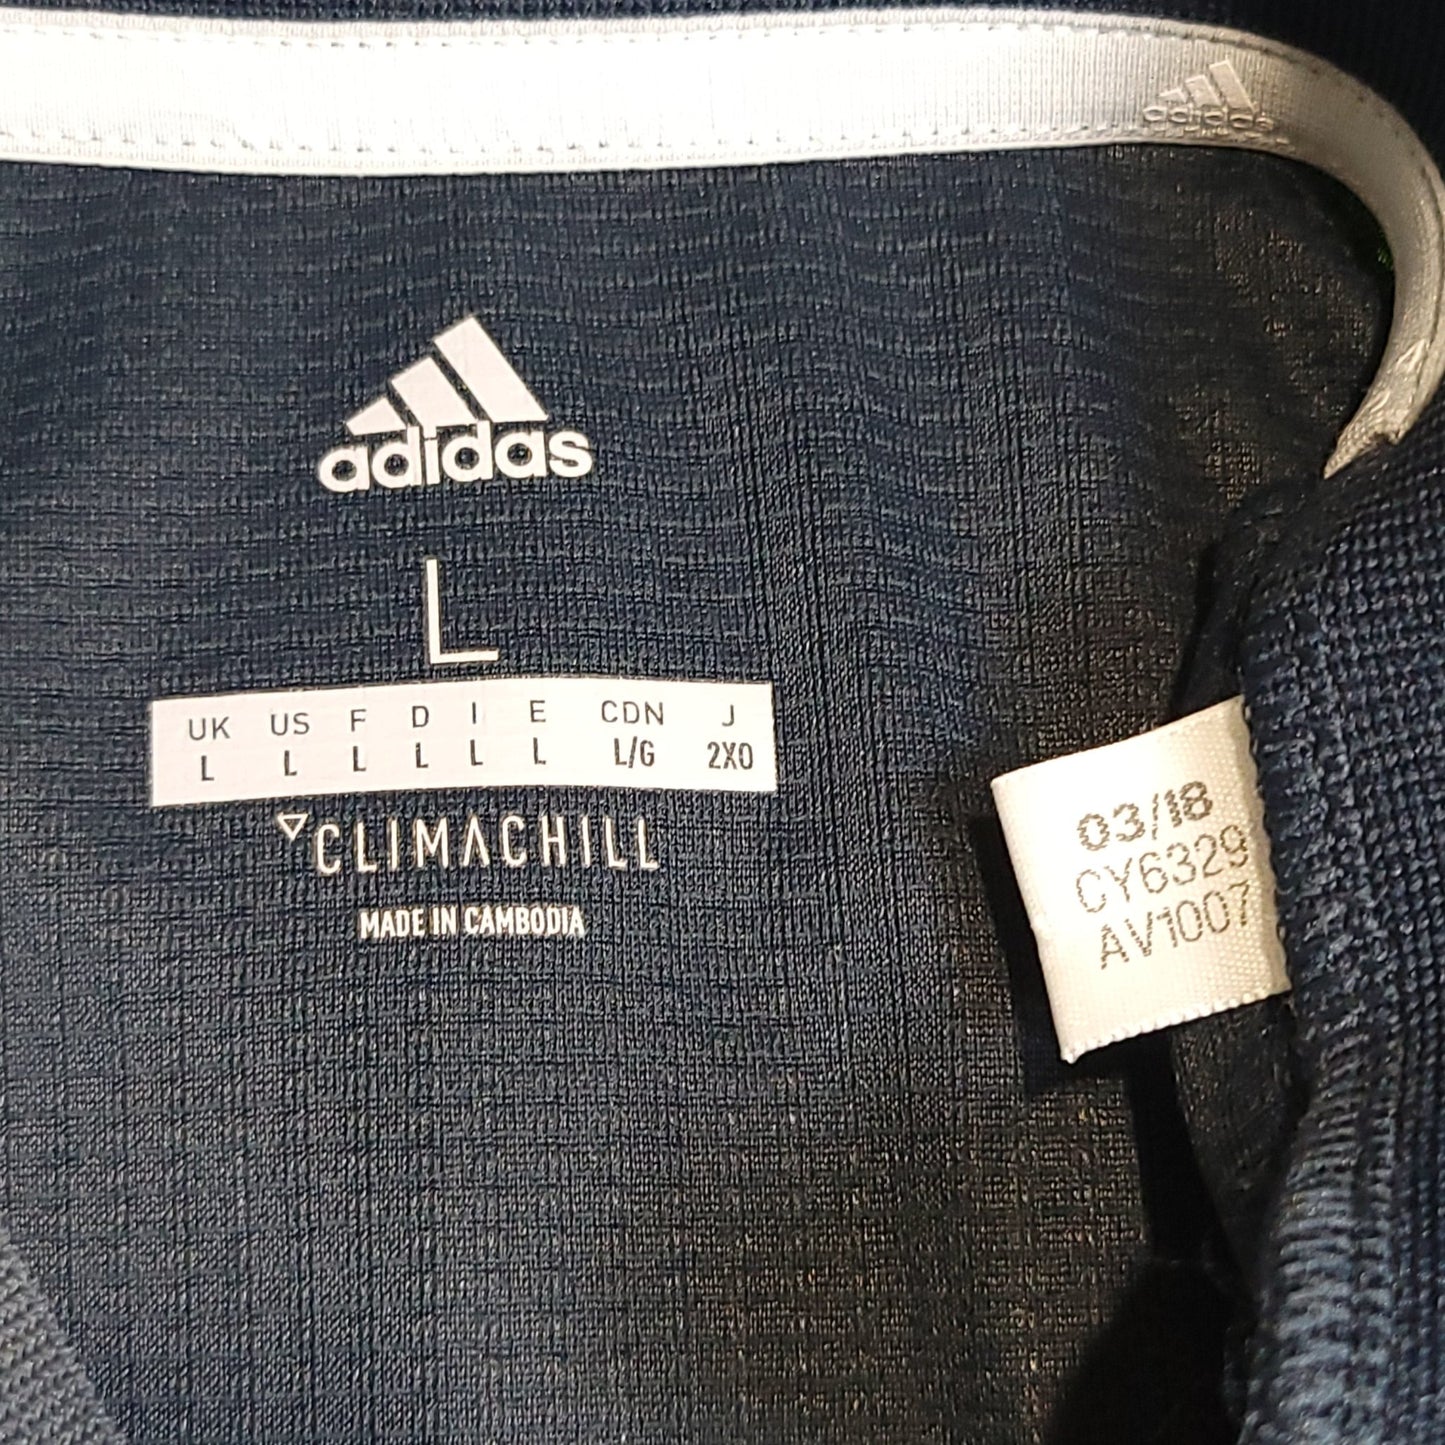 adidas
adidas
L
UK US F D I E CDN J
L L L L L L L/G 2XO
CLIMACHILL
MADE IN CAMBODIA
03/18
CY6329
AV1007